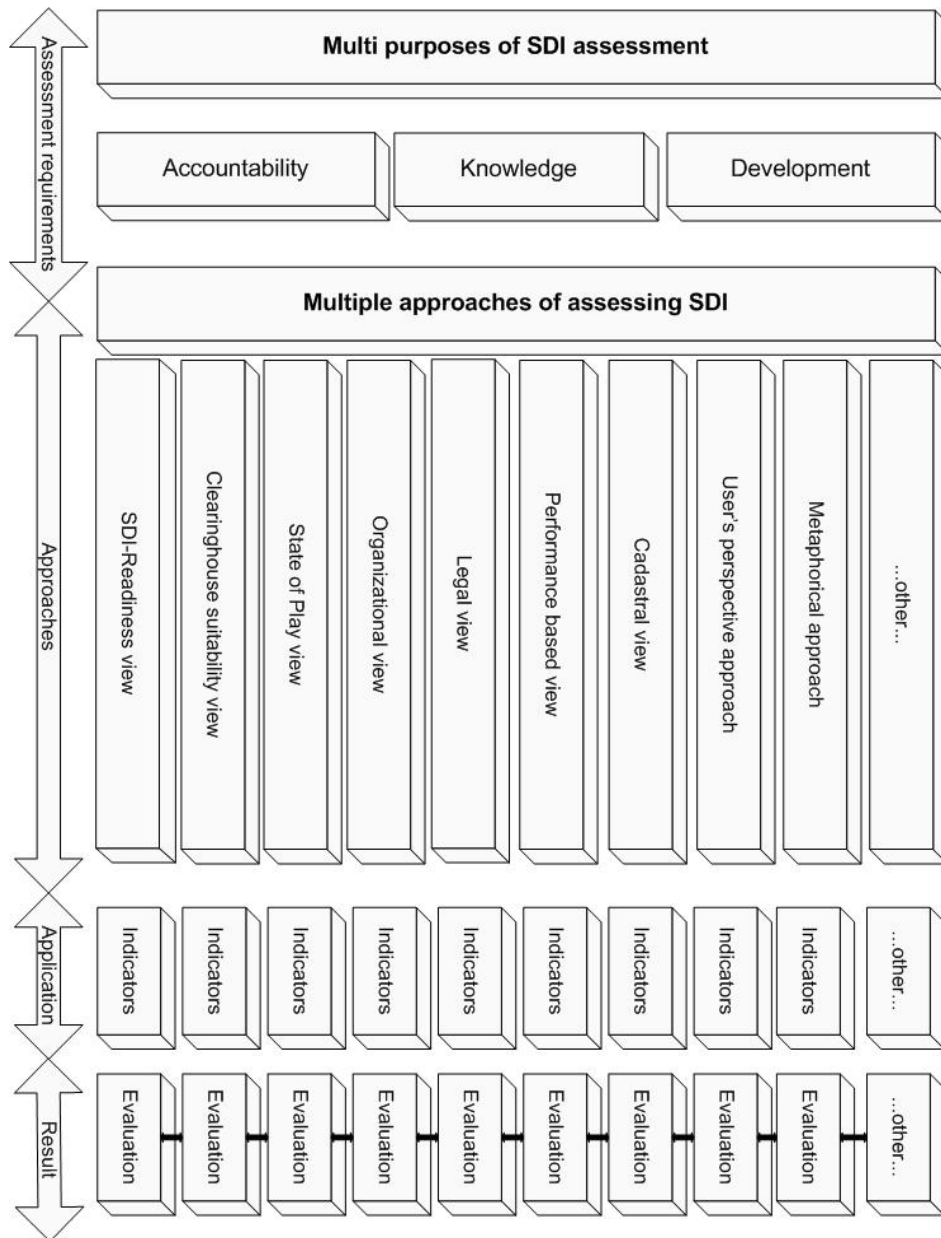 Assessment requirements
Multi purposes of SDI assessment
Accountability
Knowledge
Development
Approaches
Multiple approaches of assessing SDI
SDI-Readiness view
Clearinghouse suitability view
State of Play view
Organizational view
Legal view
Performance based view
Cadastral view
User's perspective approach
Metaphorical approach
...other...
Application
Indicators
Indicators
Indicators
Indicators
Indicators
Indicators
Indicators
Indicators
Indicators
...other...
Result
Evaluation
Evaluation
Evaluation
Evaluation
Evaluation
Evaluation
Evaluation
Evaluation
Evaluation
...other...